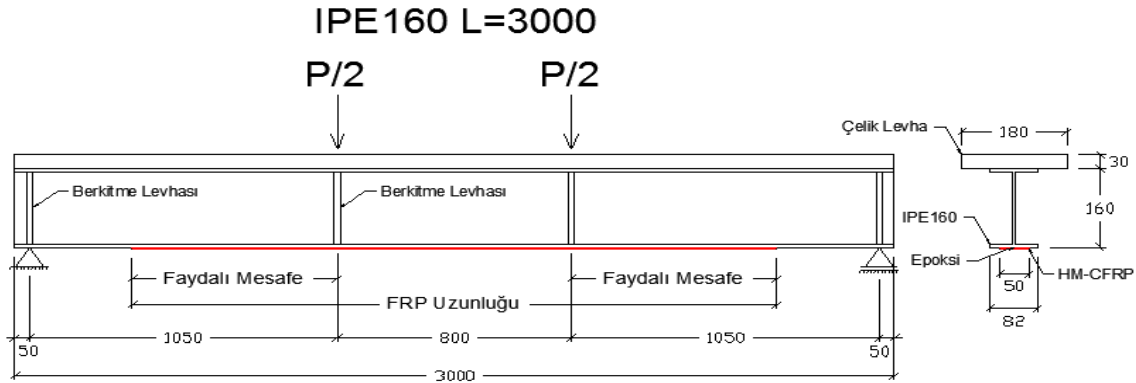 IPE160 L=3000
P/2
P/2
Çelik Levha
180
30
Berkitme Levhası
Berkitme Levhası
160
IPE160
Epoksi
HM-CFRP
Faydalı Mesafe
Faydalı Mesafe
50
FRP Uzunluğu
82
1050
800
1050
50
50
3000